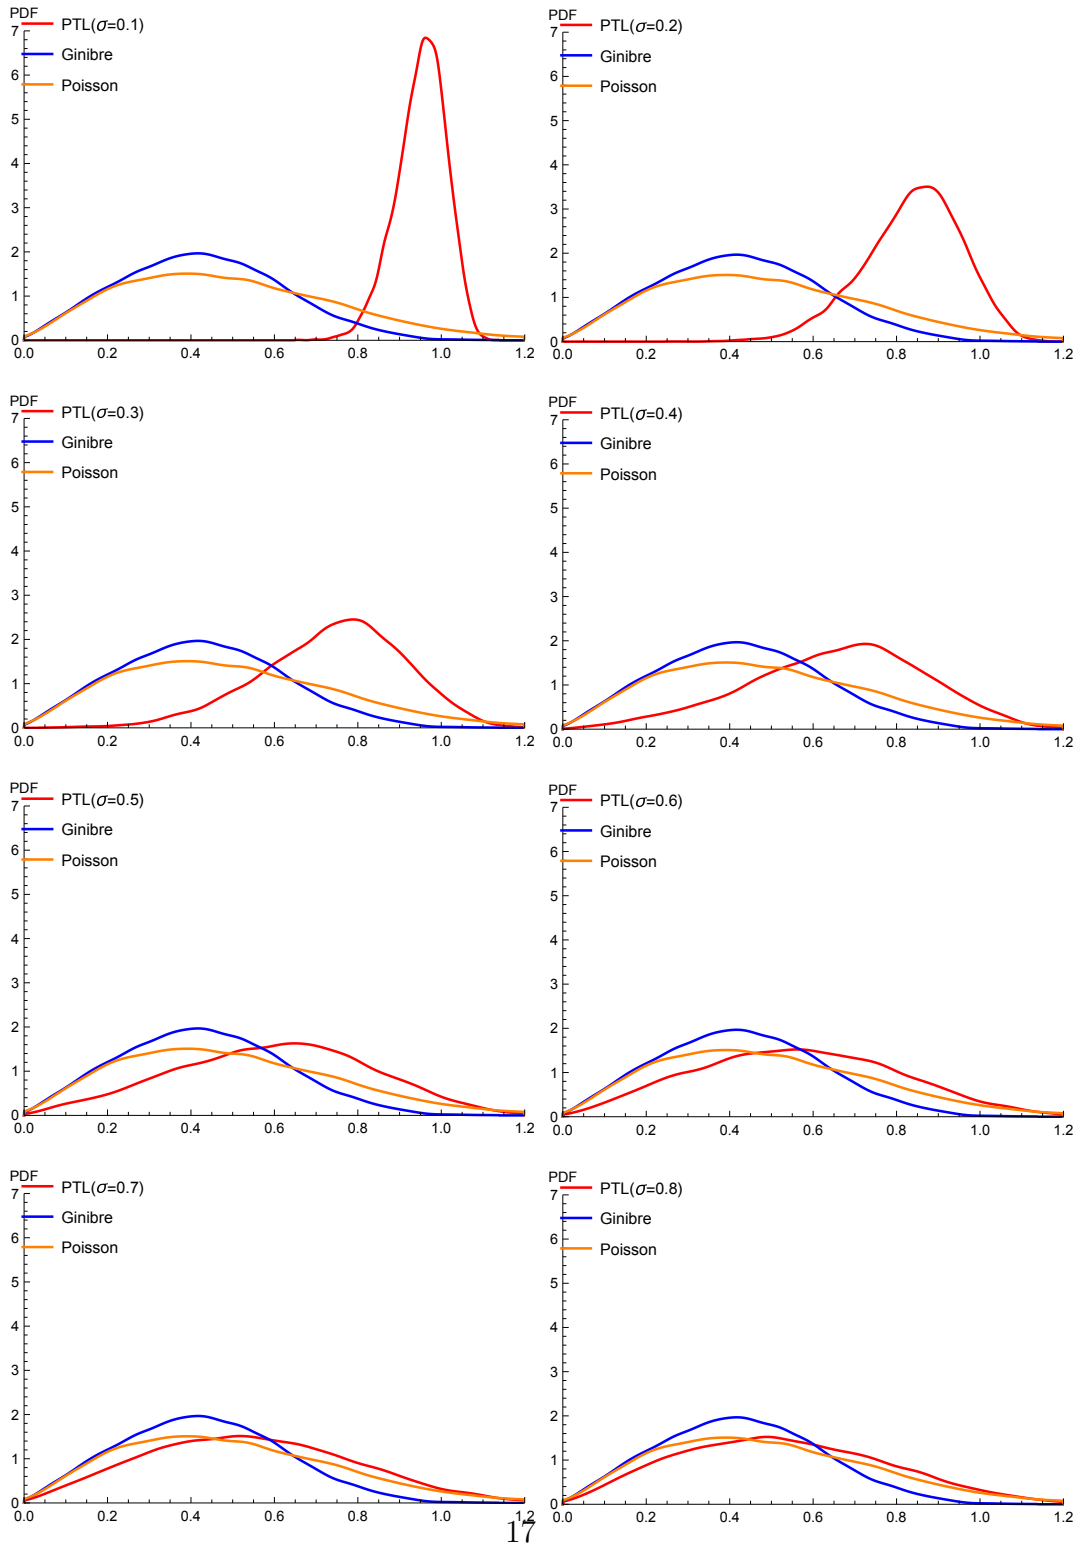 PDF
7
PTL(σ=0.1)
Ginibre
Poisson
6
5
4
3
2
1
0
0.0 0.2 0.4 0.6 0.8 1.0 1.2
PDF
7
PTL(σ=0.2)
Ginibre
Poisson
6
5
4
3
2
1
0
0.0 0.2 0.4 0.6 0.8 1.0 1.2
PDF
7
PTL(σ=0.3)
Ginibre
Poisson
6
5
4
3
2
1
0
0.0 0.2 0.4 0.6 0.8 1.0 1.2
PDF
7
PTL(σ=0.4)
Ginibre
Poisson
6
5
4
3
2
1
0
0.0 0.2 0.4 0.6 0.8 1.0 1.2
PDF
7
PTL(σ=0.5)
Ginibre
Poisson
6
5
4
3
2
1
0
0.0 0.2 0.4 0.6 0.8 1.0 1.2
PDF
7
PTL(σ=0.6)
Ginibre
Poisson
6
5
4
3
2
1
0
0.0 0.2 0.4 0.6 0.8 1.0 1.2
PDF
7
PTL(σ=0.7)
Ginibre
Poisson
6
5
4
3
2
1
0
0.0 0.2 0.4 0.6 0.8 1.0 1.2
PDF
7
PTL(σ=0.8)
Ginibre
Poisson
6
5
4
3
2
1
0
0.0 0.2 0.4 0.6 0.8 1.0 1.2
17